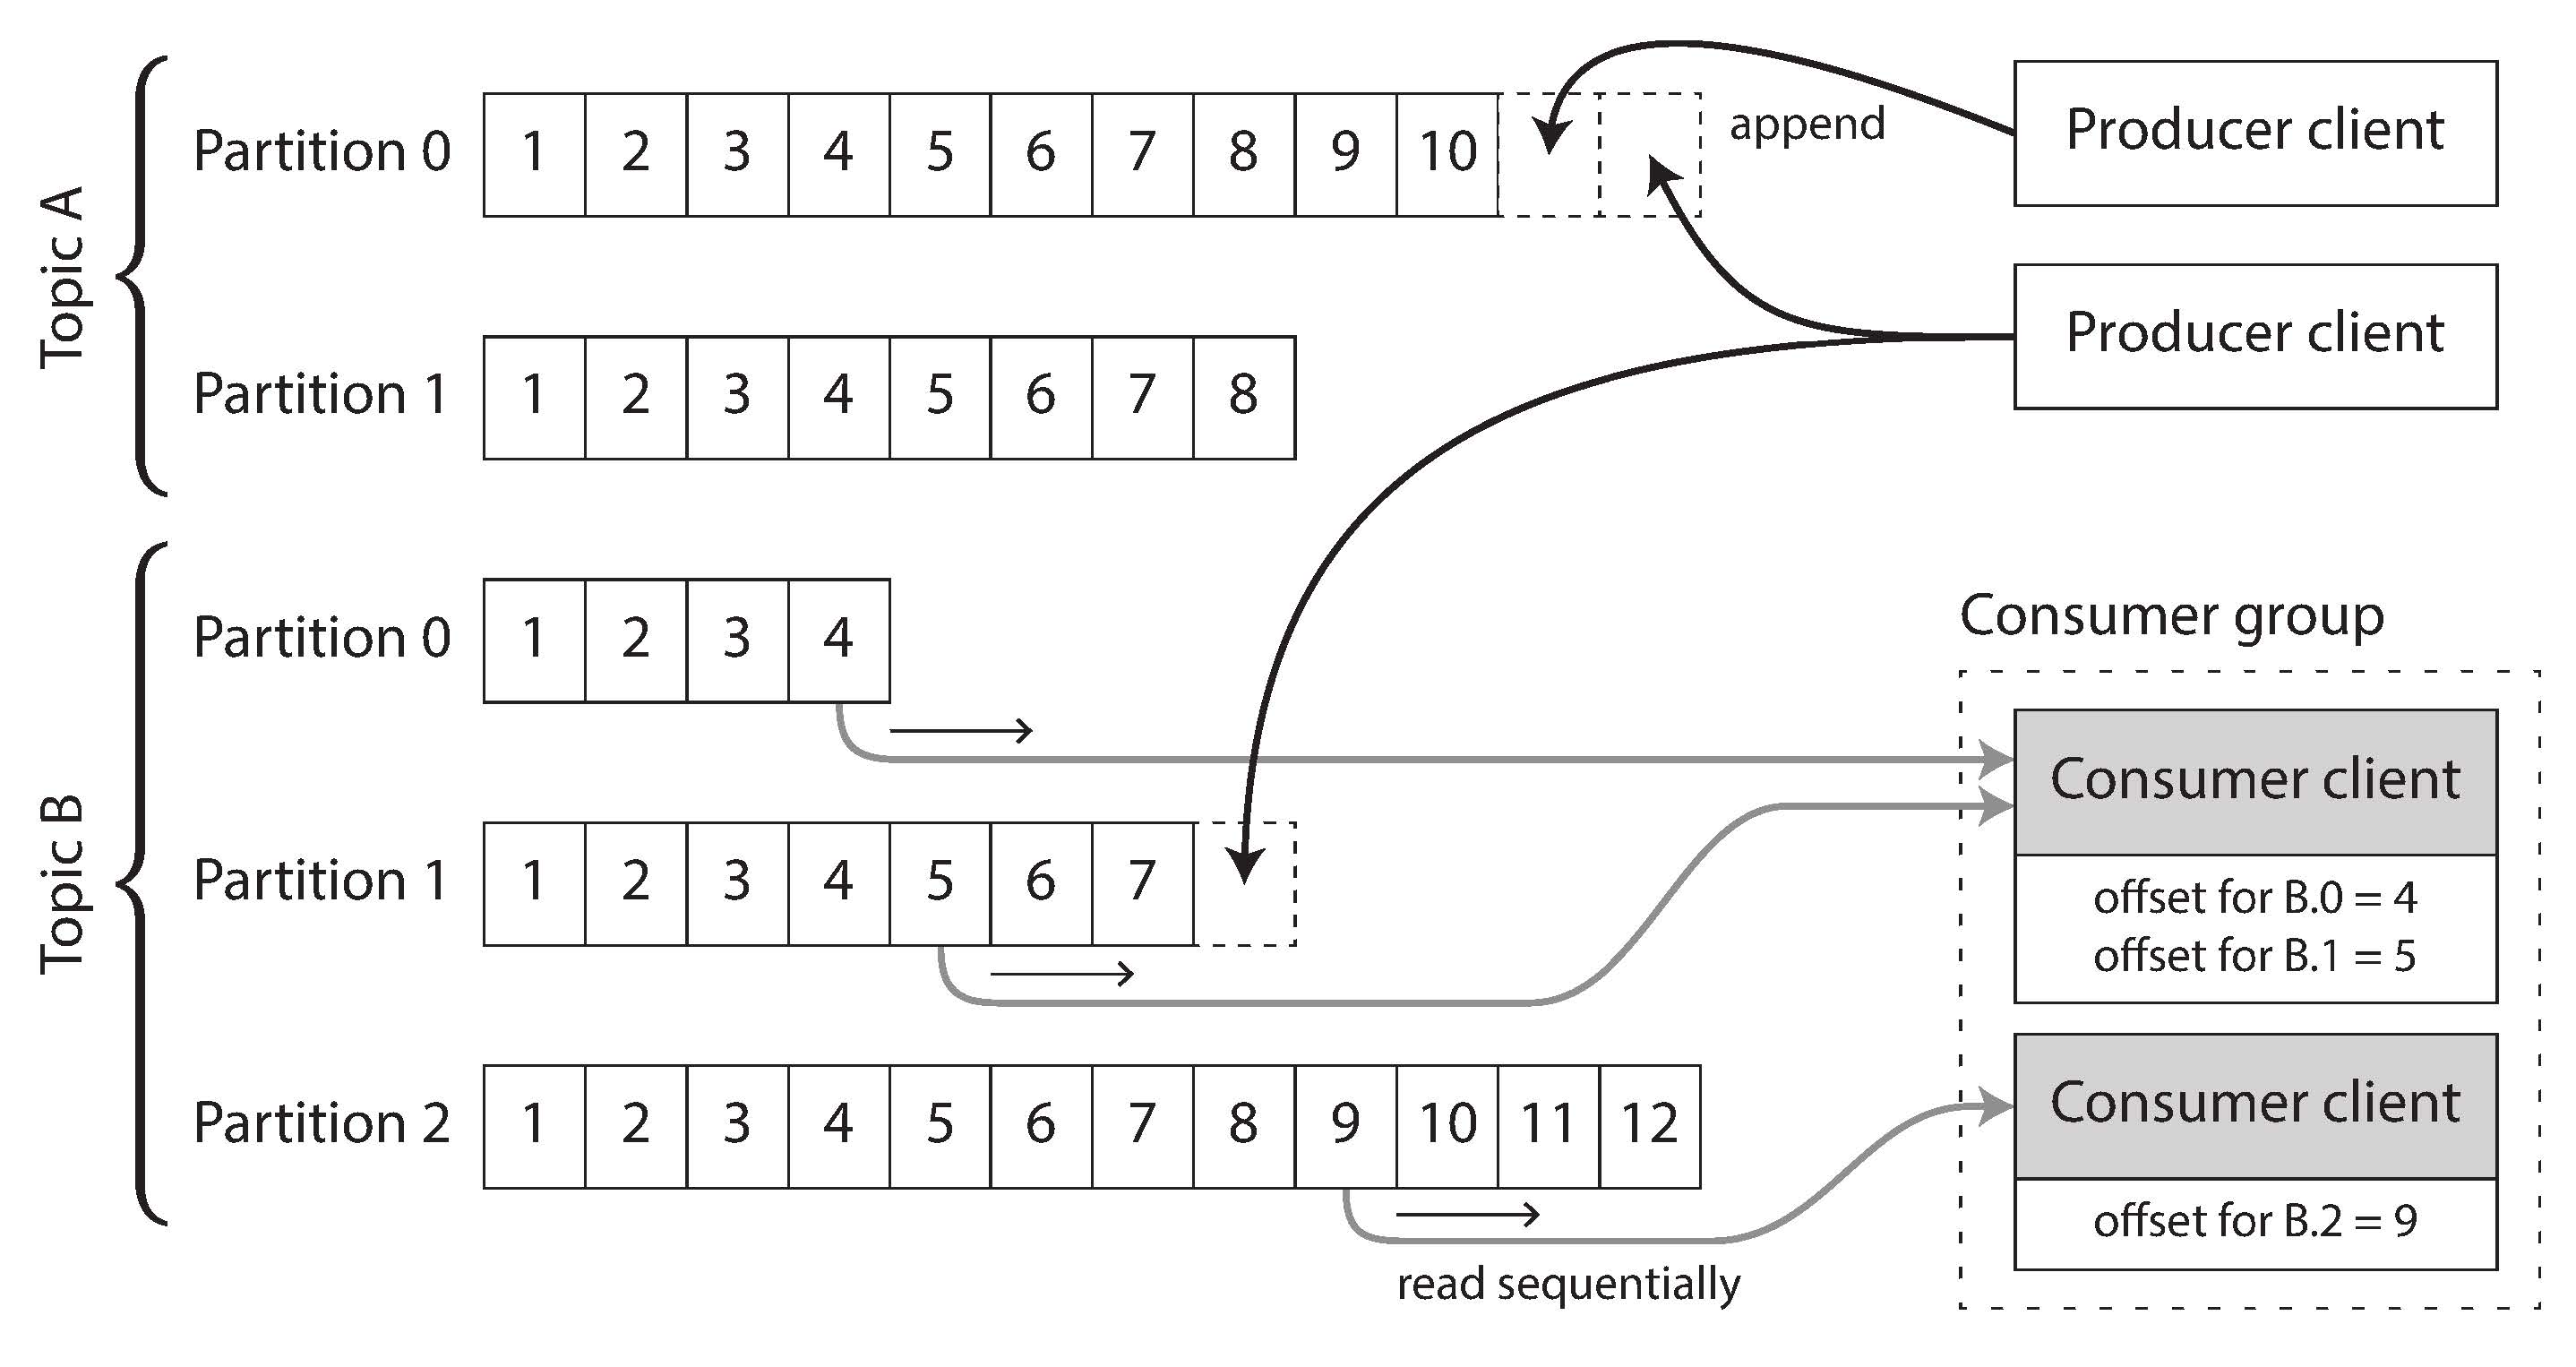 Topic A
Partition 0
1 2 3 4 5 6 7 8 9 10
append
Producer client
Partition 1
1 2 3 4 5 6 7 8
Producer client
Topic B
Partition 0
1 2 3 4
Partition 1
1 2 3 4 5 6 7
Partition 2
1 2 3 4 5 6 7 8 9 10 11 12
read sequentially
Consumer group
Consumer client
offset for B.0 = 4
offset for B.1 = 5
Consumer client
offset for B.2 = 9